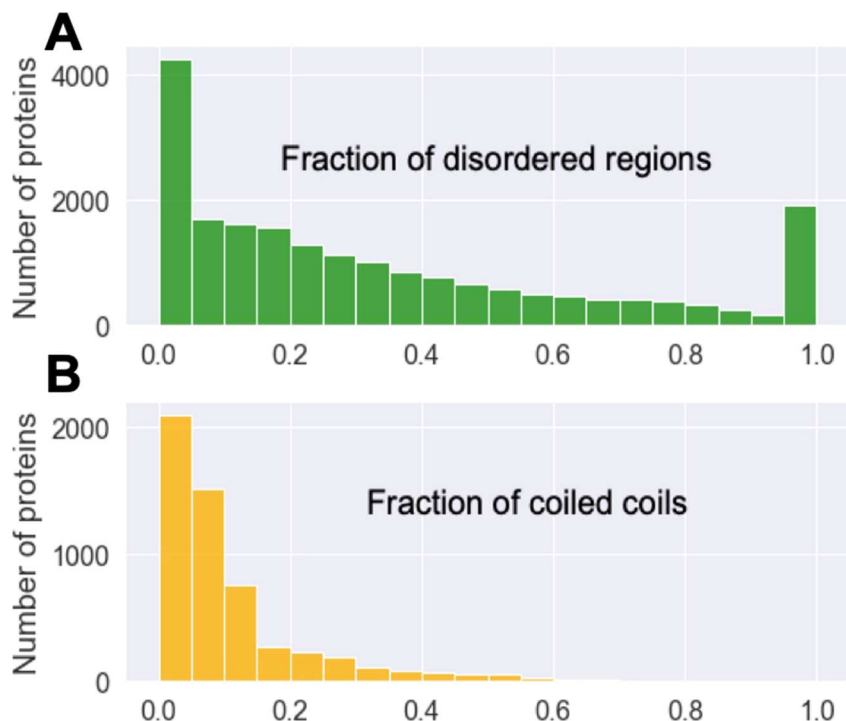 A
Number of proteins
4000
2000
0
Fraction of disordered regions
0.0 0.2 0.4 0.6 0.8 1.0
B
Number of proteins
2000
1000
0
Fraction of coiled coils
0.0 0.2 0.4 0.6 0.8 1.0